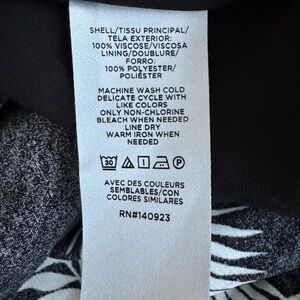 SHELL/TISSU PRINCIPAL/
TELA EXTERIOR:
100% VISCOSE/VISCOSA
LINING/DOUBLURE/
FORRO:
100% POLYESTER/
POLIÉSTER
MACHINE WASH COLD
DELICATE CYCLE WITH
LIKE COLORS
ONLY NON-CHLORINE
BLEACH WHEN NEEDED
LINE DRY
WARM IRON WHEN
NEEDED
30 P
AVEC DES COULEURS
SEMBLABLES/CON
COLORES SIMILARES
RN#140923